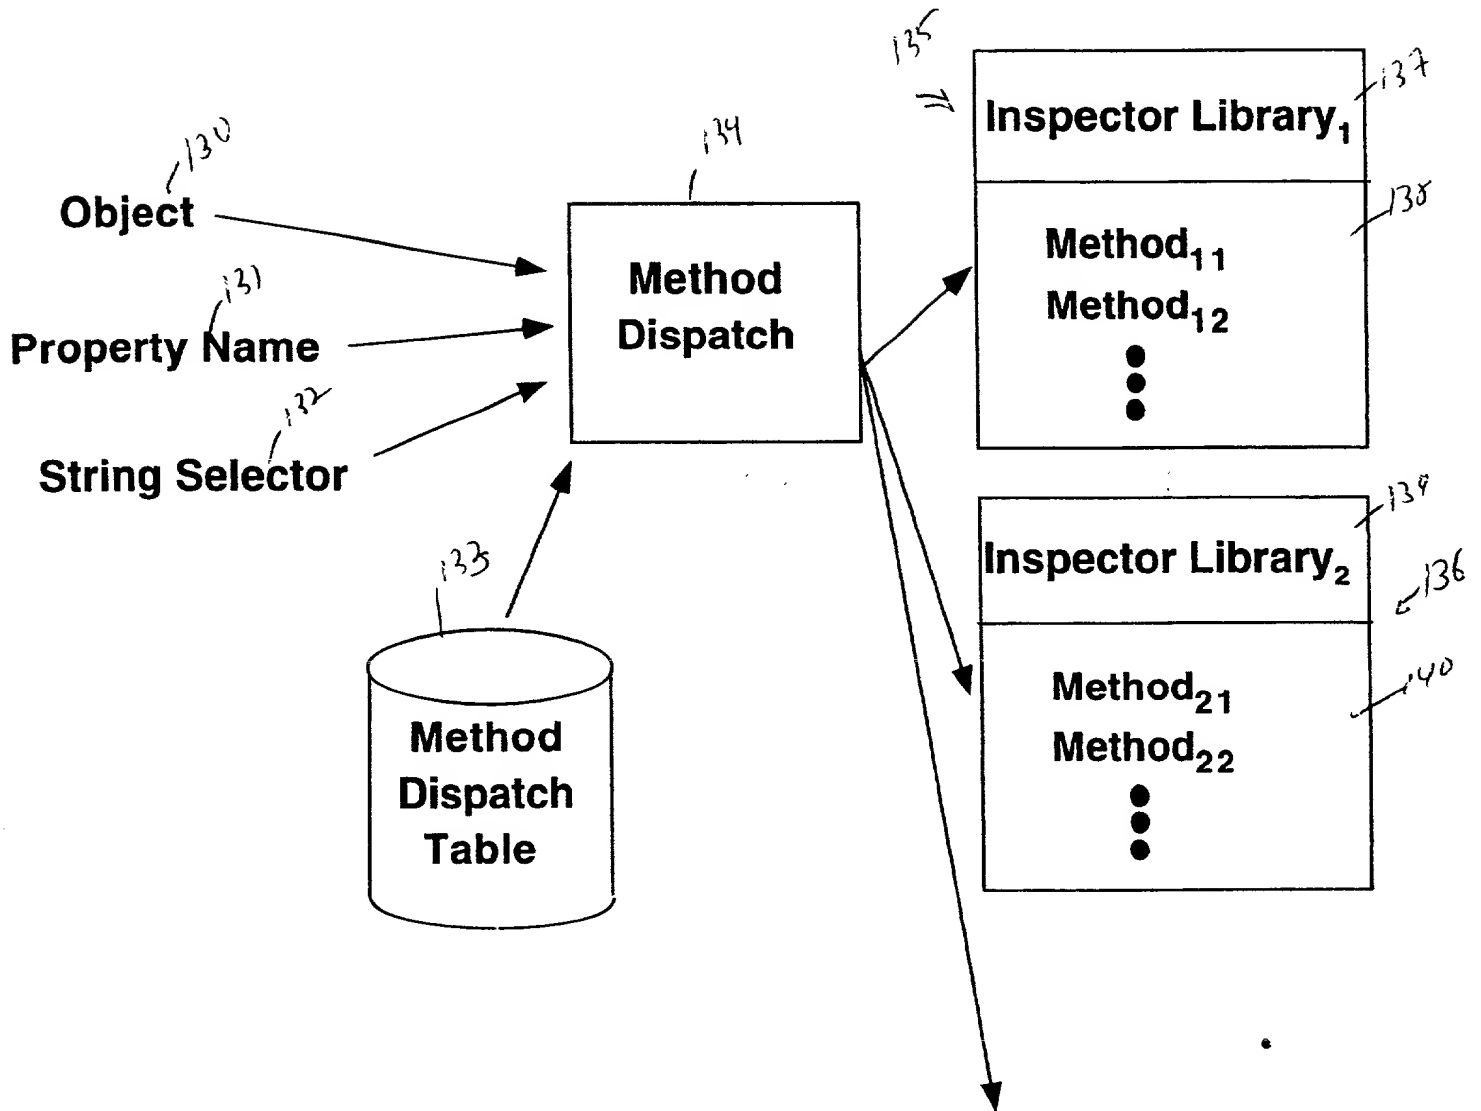 135
137
Inspector Library₁
130
134
Object
138
Method₁₁
Method₁₂
Method
Dispatch
131
Property Name
132
String Selector
139
Inspector Library₂
136
133
Method₂₁
Method₂₂
140
Method
Dispatch
Table